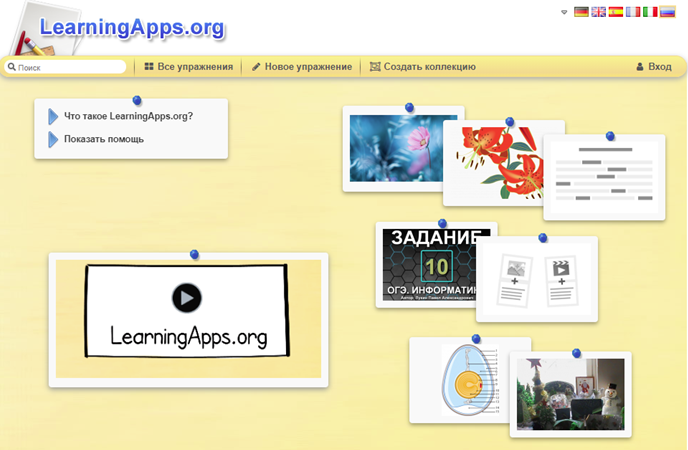 LearningApps.org
Поиск
Все упражнения
Новое упражнение
Создать коллекцию
Вход
Что такое LearningApps.org?
Показать помощь
ЗАДАНИЕ
10
ОГЭ. ИНФОРМАТИК
LearningApps.org